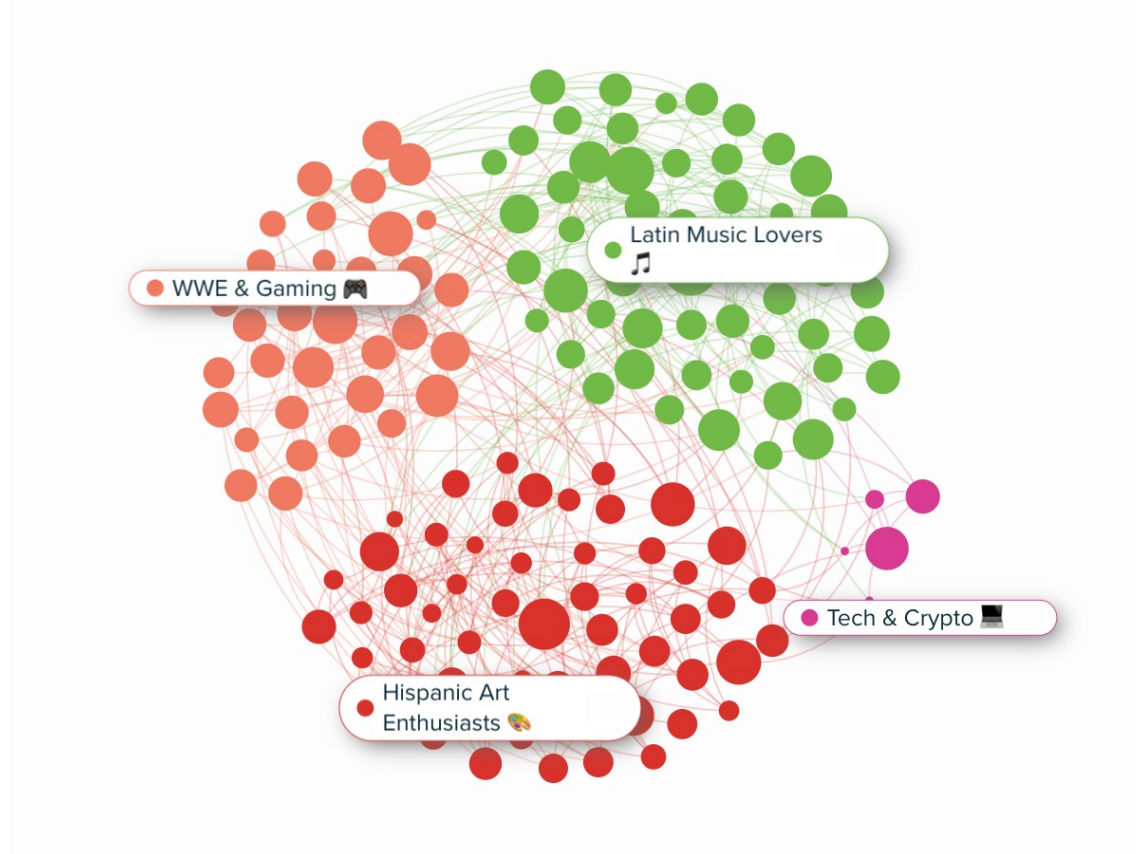 Latin Music Lovers
🎵
WWE & Gaming 🎮
Tech & Crypto 💻
Hispanic Art
Enthusiasts 🎨